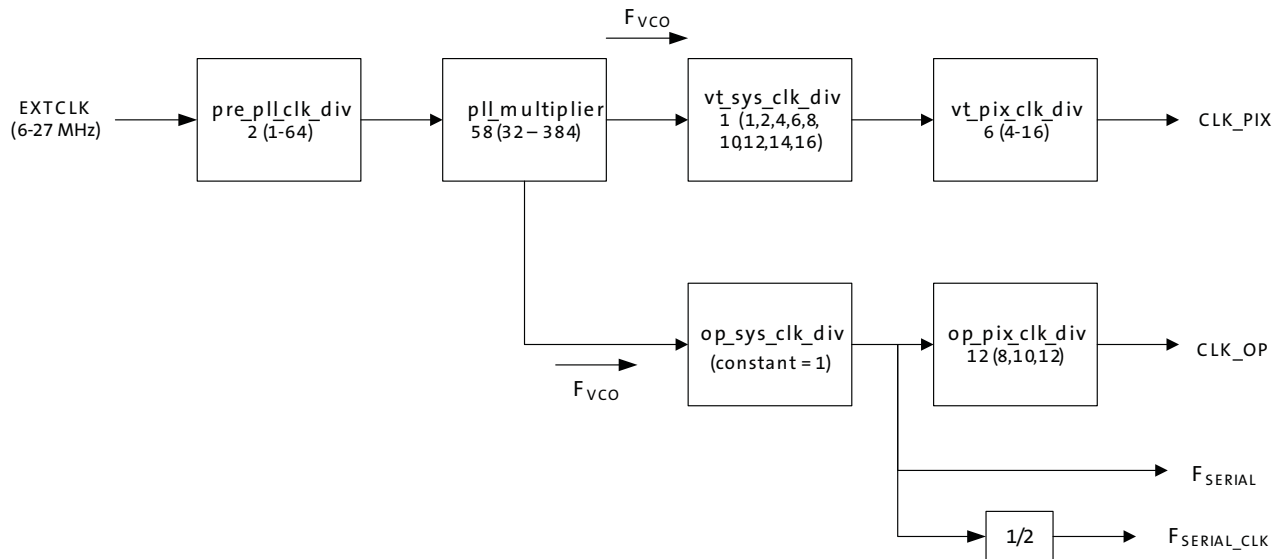 FVCO
EXTCLK
(6-27 MHz)
pre_pll_clk_div
2 (1-64)
pll_multiplier
58 (32 – 384)
vt_sys_clk_div
1 (1,2,4,6,8,
10,12,14,16)
vt_pix_clk_div
6 (4-16)
CLK_PIX
op_sys_clk_div
(constant = 1)
op_pix_clk_div
12 (8,10,12)
CLK_OP
FVCO
FSERIAL
1/2
FSERIAL_CLK